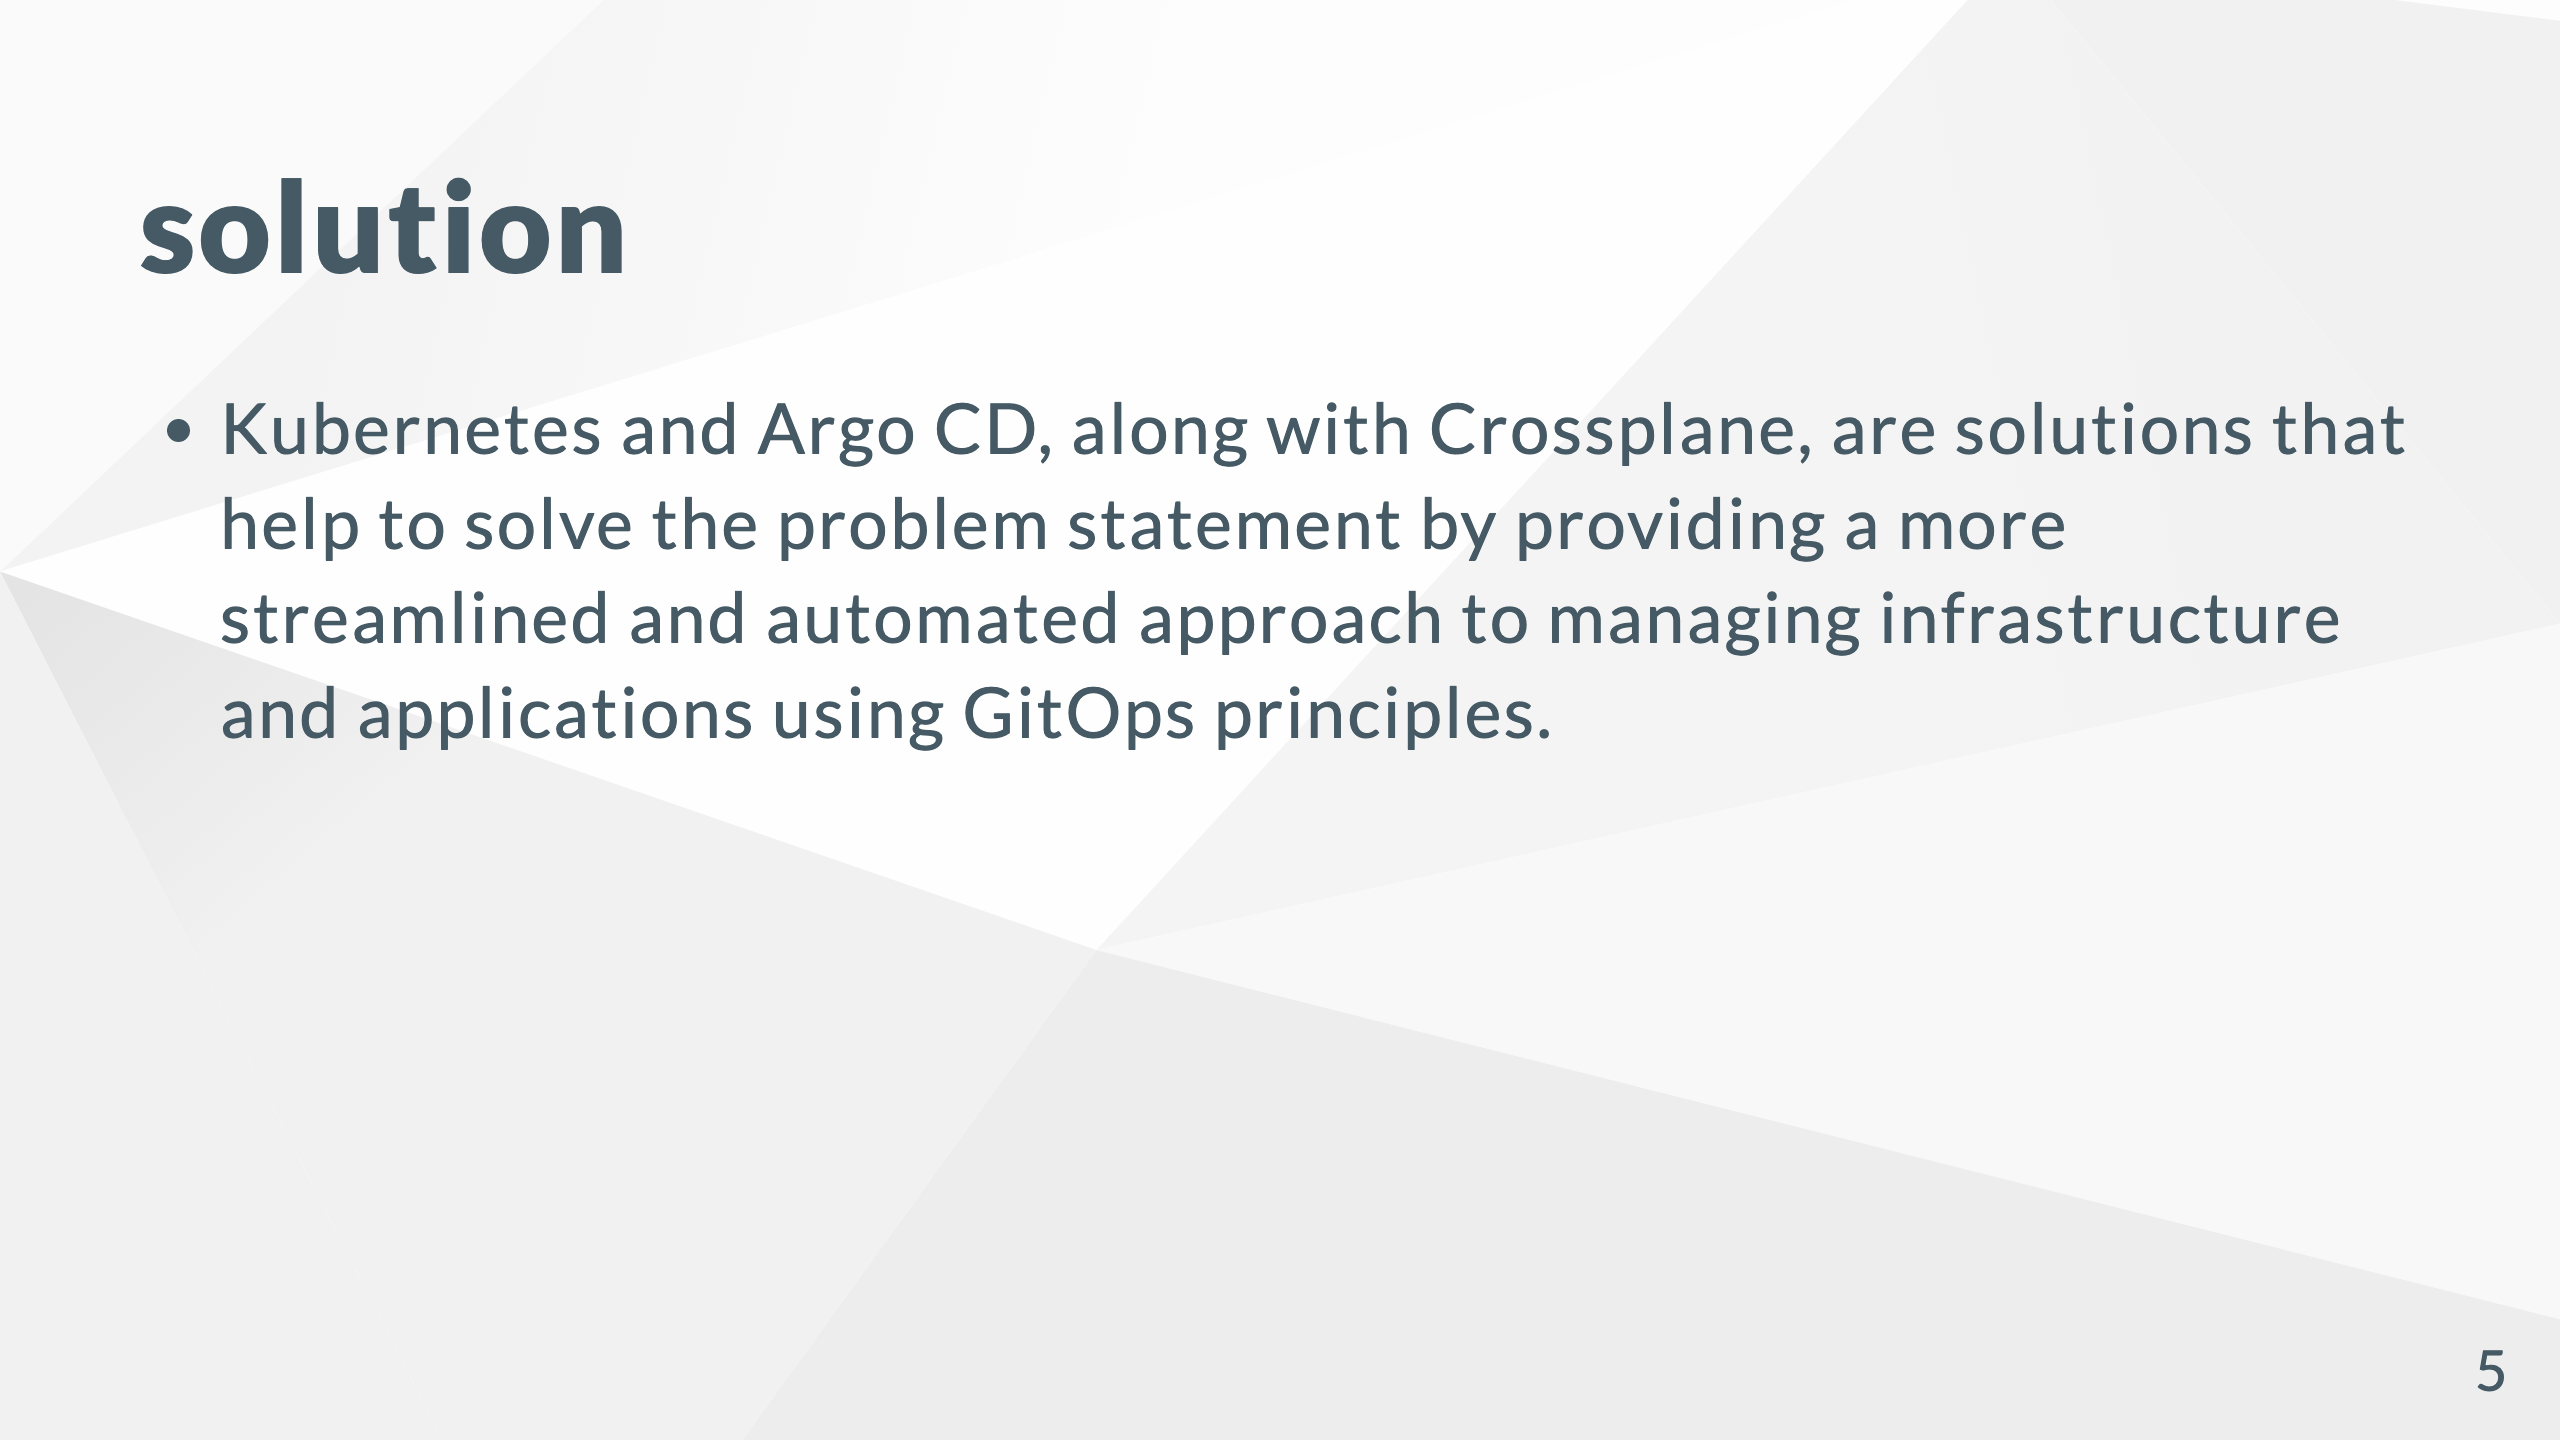 solution
• Kubernetes and Argo CD, along with Crossplane, are solutions that
help to solve the problem statement by providing a more
streamlined and automated approach to managing infrastructure
and applications using GitOps principles.
5